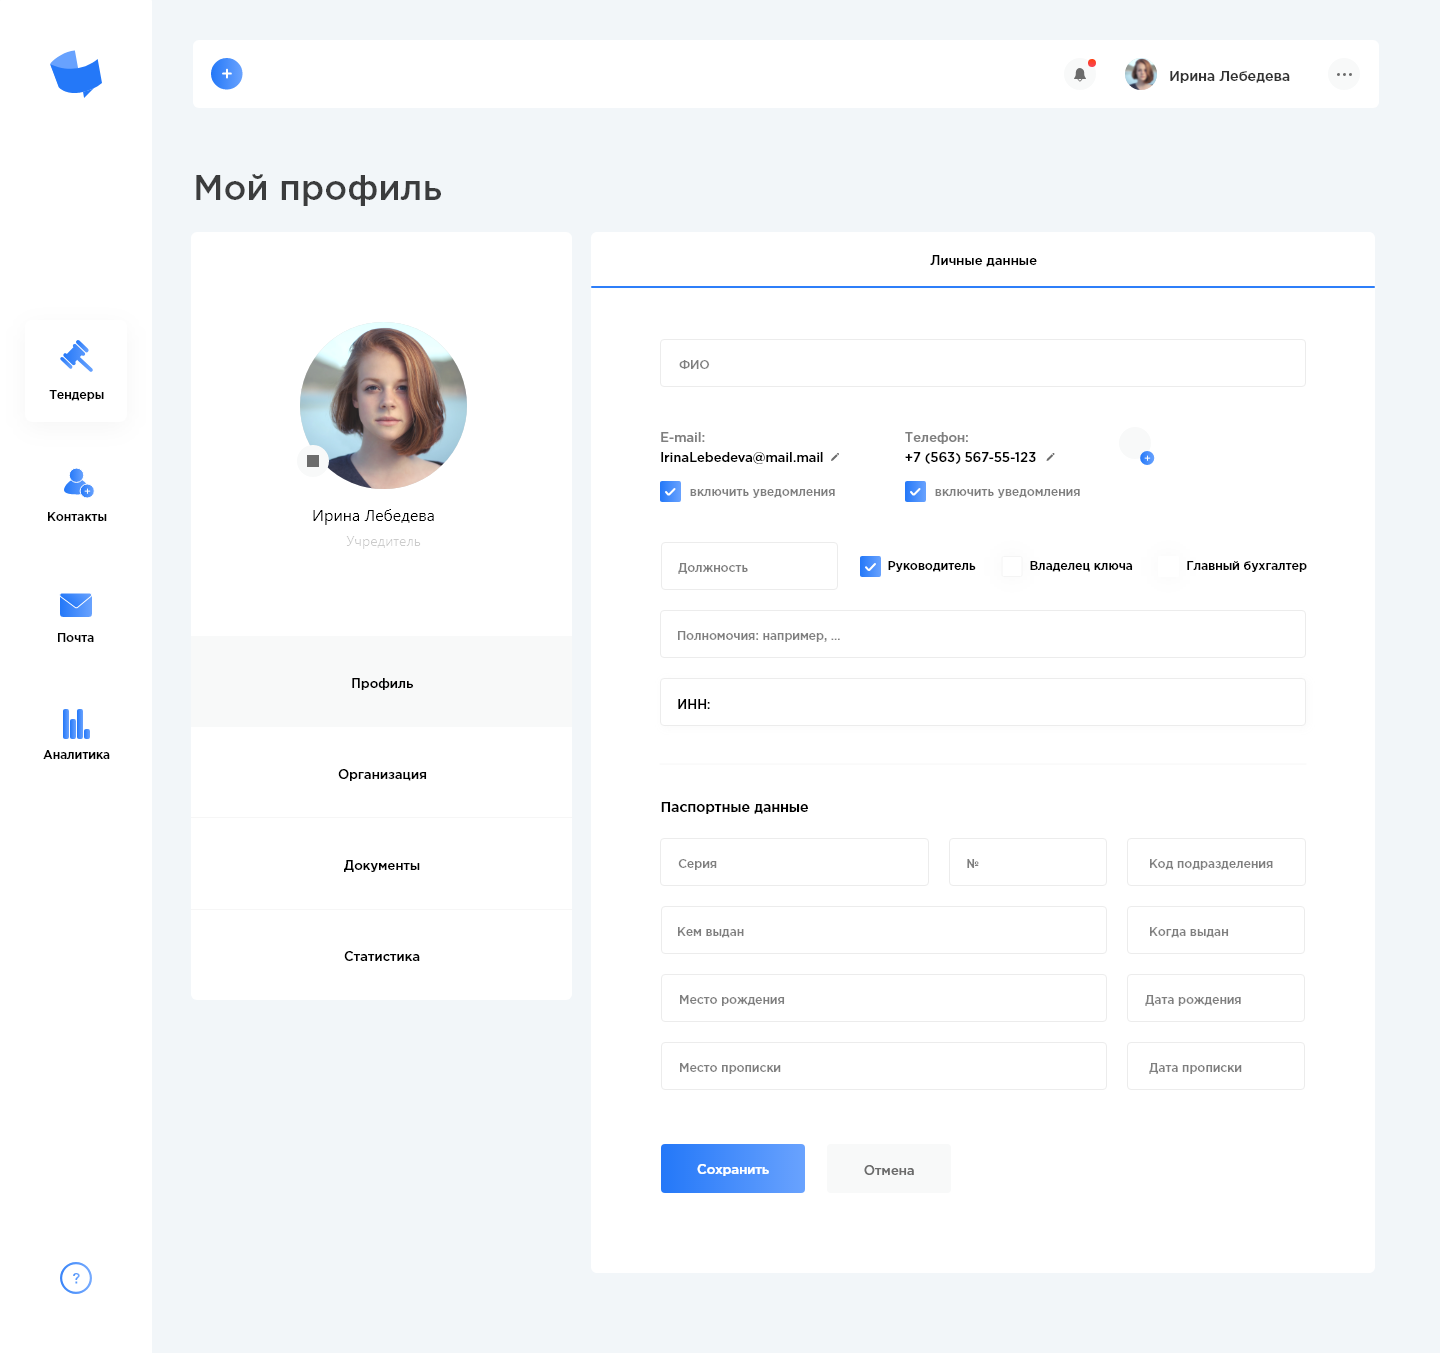 Ирина Лебедева
Мой профиль
Тендеры
Контакты
Почта
Аналитика
?
Ирина Лебедева
Учредитель
Профиль
Организация
Документы
Статистика
Личные данные
ФИО
E-mail:
IrinaLebedeva@mail.mail
включить уведомления
Телефон:
+7 (563) 567-55-123
включить уведомления
Должность
Руководитель
Владелец ключа
Главный бухгалтер
Полномочия: например, ...
ИНН:
Паспортные данные
Серия
№
Код подразделения
Кем выдан
Когда выдан
Место рождения
Дата рождения
Место прописки
Дата прописки
Сохранить
Отмена